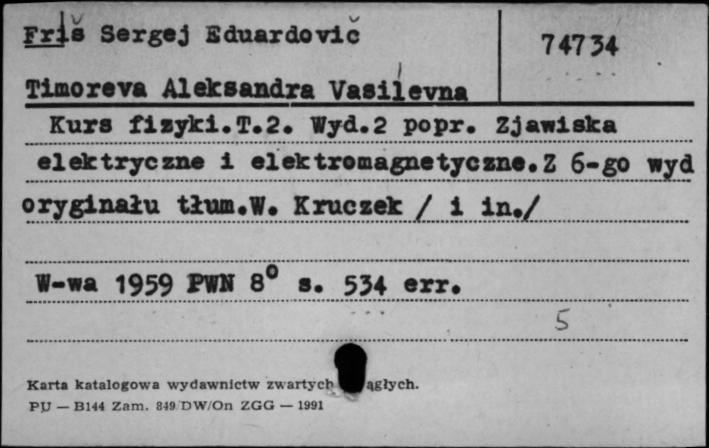 Friš Sergej Eduardovič
74734
Timoreva Aleksandra Vasilevna
Kurs fizyki.T.2. Wyd.2 popr. Zjawiska
elektryczne i elektromagnetyczne.Z 6-go wyd
oryginału tłum.W. Kruczek / i in./
W-wa 1959 PWN 8° s. 534 err.
5
Karta katalogowa wydawnictw zwartych ągłych.
PU — B144 Zam. 849/DW/On ZGG — 1991